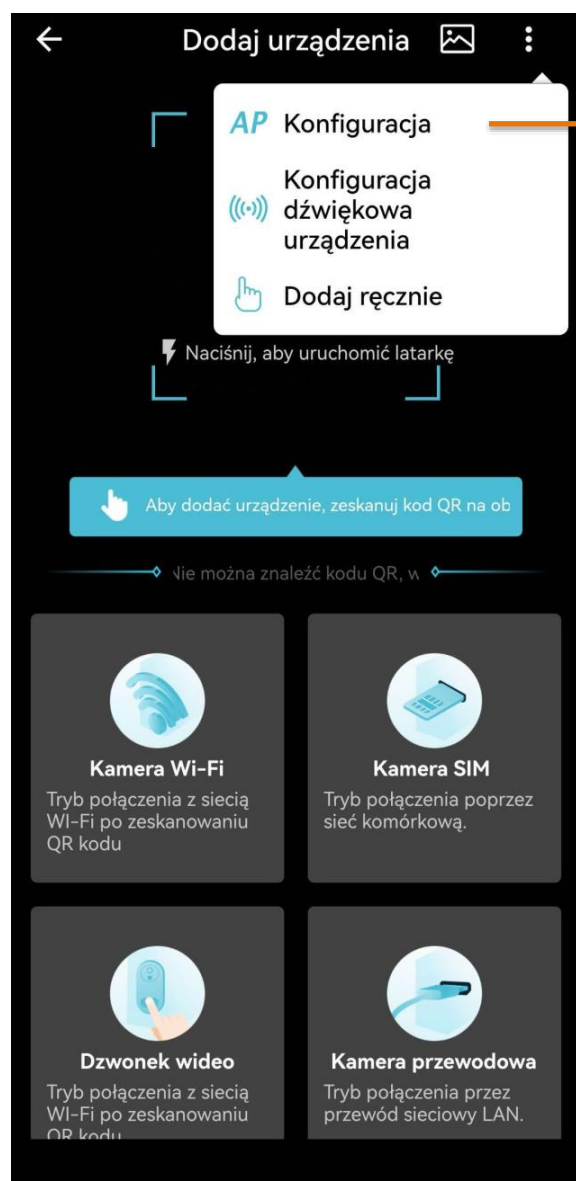 Dodaj urządzenia
AP Konfiguracja
Konfiguracja
dźwiękowa
urządzenia
Dodaj ręcznie
Naciśnij, aby uruchomić latarkę
Aby dodać urządzenie, zeskanuj kod QR na ob
Nie można znaleźć kodu QR, w
Kamera Wi-Fi
Tryb połączenia z siecią
WI-Fi po zeskanowaniu
QR kodu
Kamera SIM
Tryb połączenia poprzez
sieć komórkową.
Dzwonek wideo
Tryb połączenia z siecią
WI-Fi po zeskanowaniu
QR kodu
Kamera przewodowa
Tryb połączenia przez
przewód sieciowy LAN.